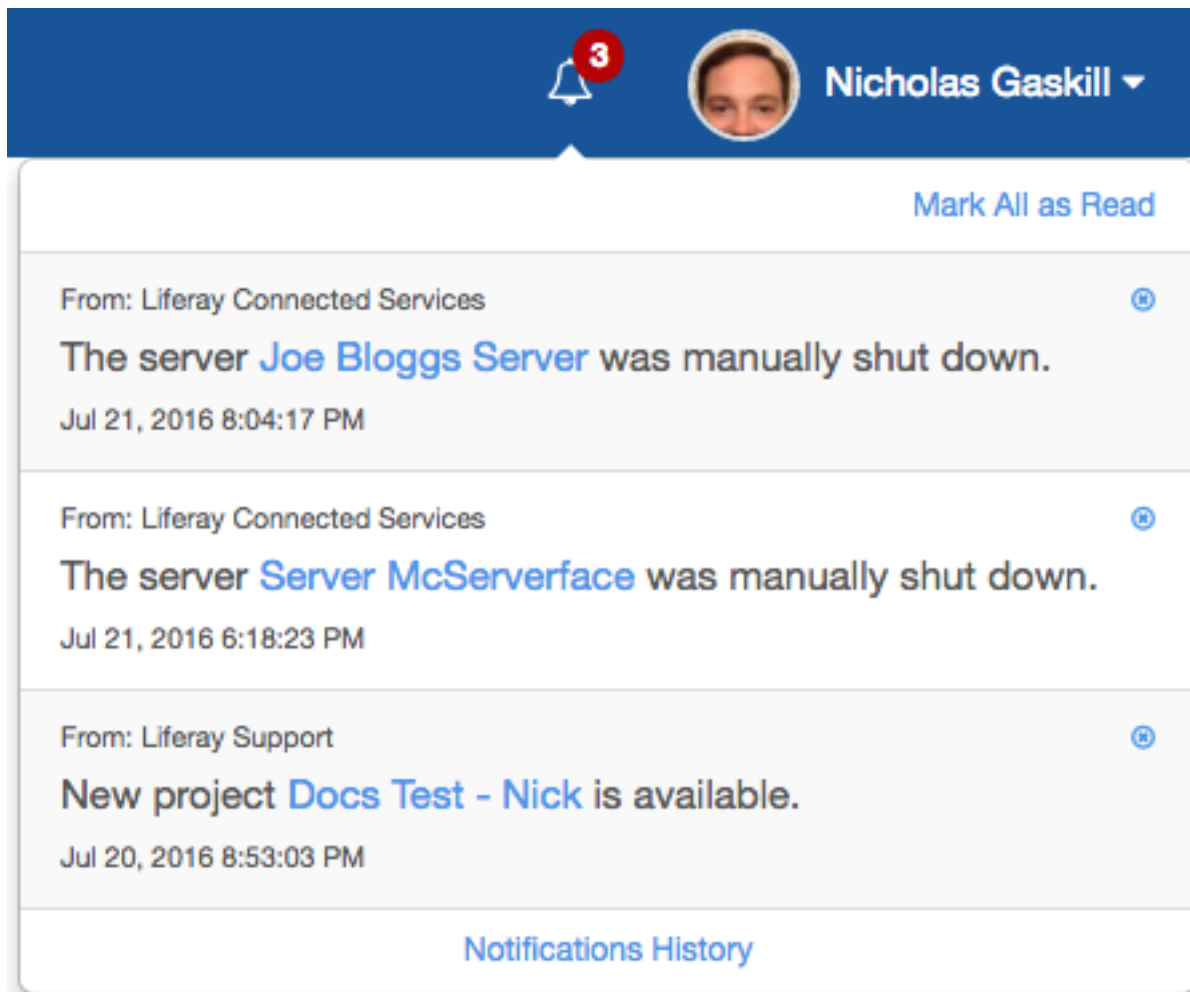 3
Nicholas Gaskill
Mark All as Read
From: Liferay Connected Services
The server Joe Bloggs Server was manually shut down.
Jul 21, 2016 8:04:17 PM
From: Liferay Connected Services
The server Server McServerface was manually shut down.
Jul 21, 2016 6:18:23 PM
From: Liferay Support
New project Docs Test - Nick is available.
Jul 20, 2016 8:53:03 PM
Notifications History